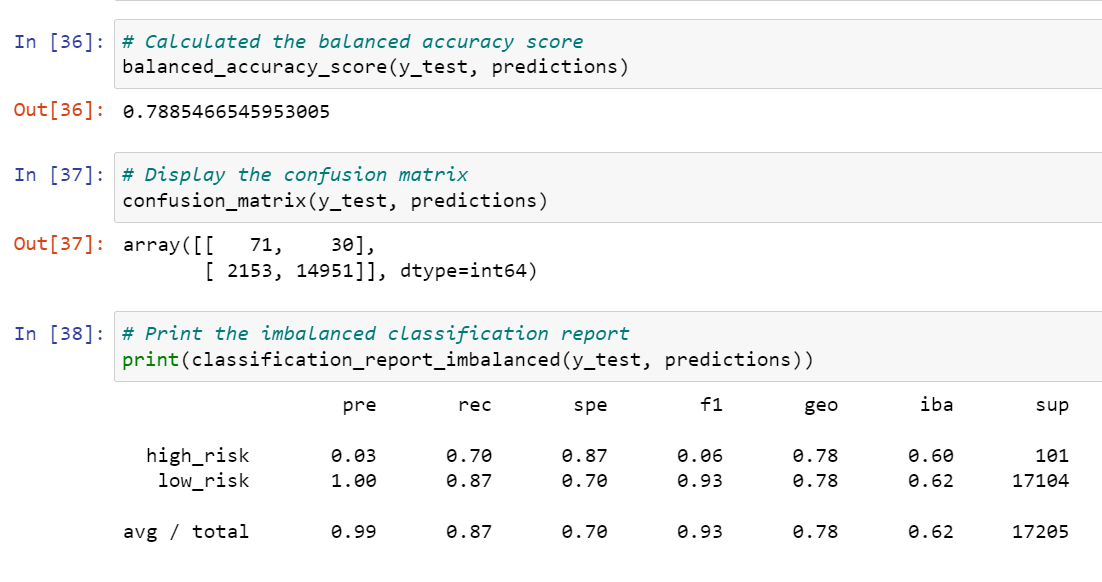 In [36]: # Calculated the balanced accuracy score
balanced_accuracy_score(y_test, predictions)
Out[36]: 0.7885466545953005
In [37]: # Display the confusion matrix
confusion_matrix(y_test, predictions)
Out[37]: array([[   71,    30],
       [ 2153, 14951]], dtype=int64)
In [38]: # Print the imbalanced classification report
print(classification_report_imbalanced(y_test, predictions))
pre rec spe f1 geo iba sup
high_risk 0.03 0.70 0.87 0.06 0.78 0.60 101
low_risk 1.00 0.87 0.70 0.93 0.78 0.62 17104
avg / total 0.99 0.87 0.70 0.93 0.78 0.62 17205